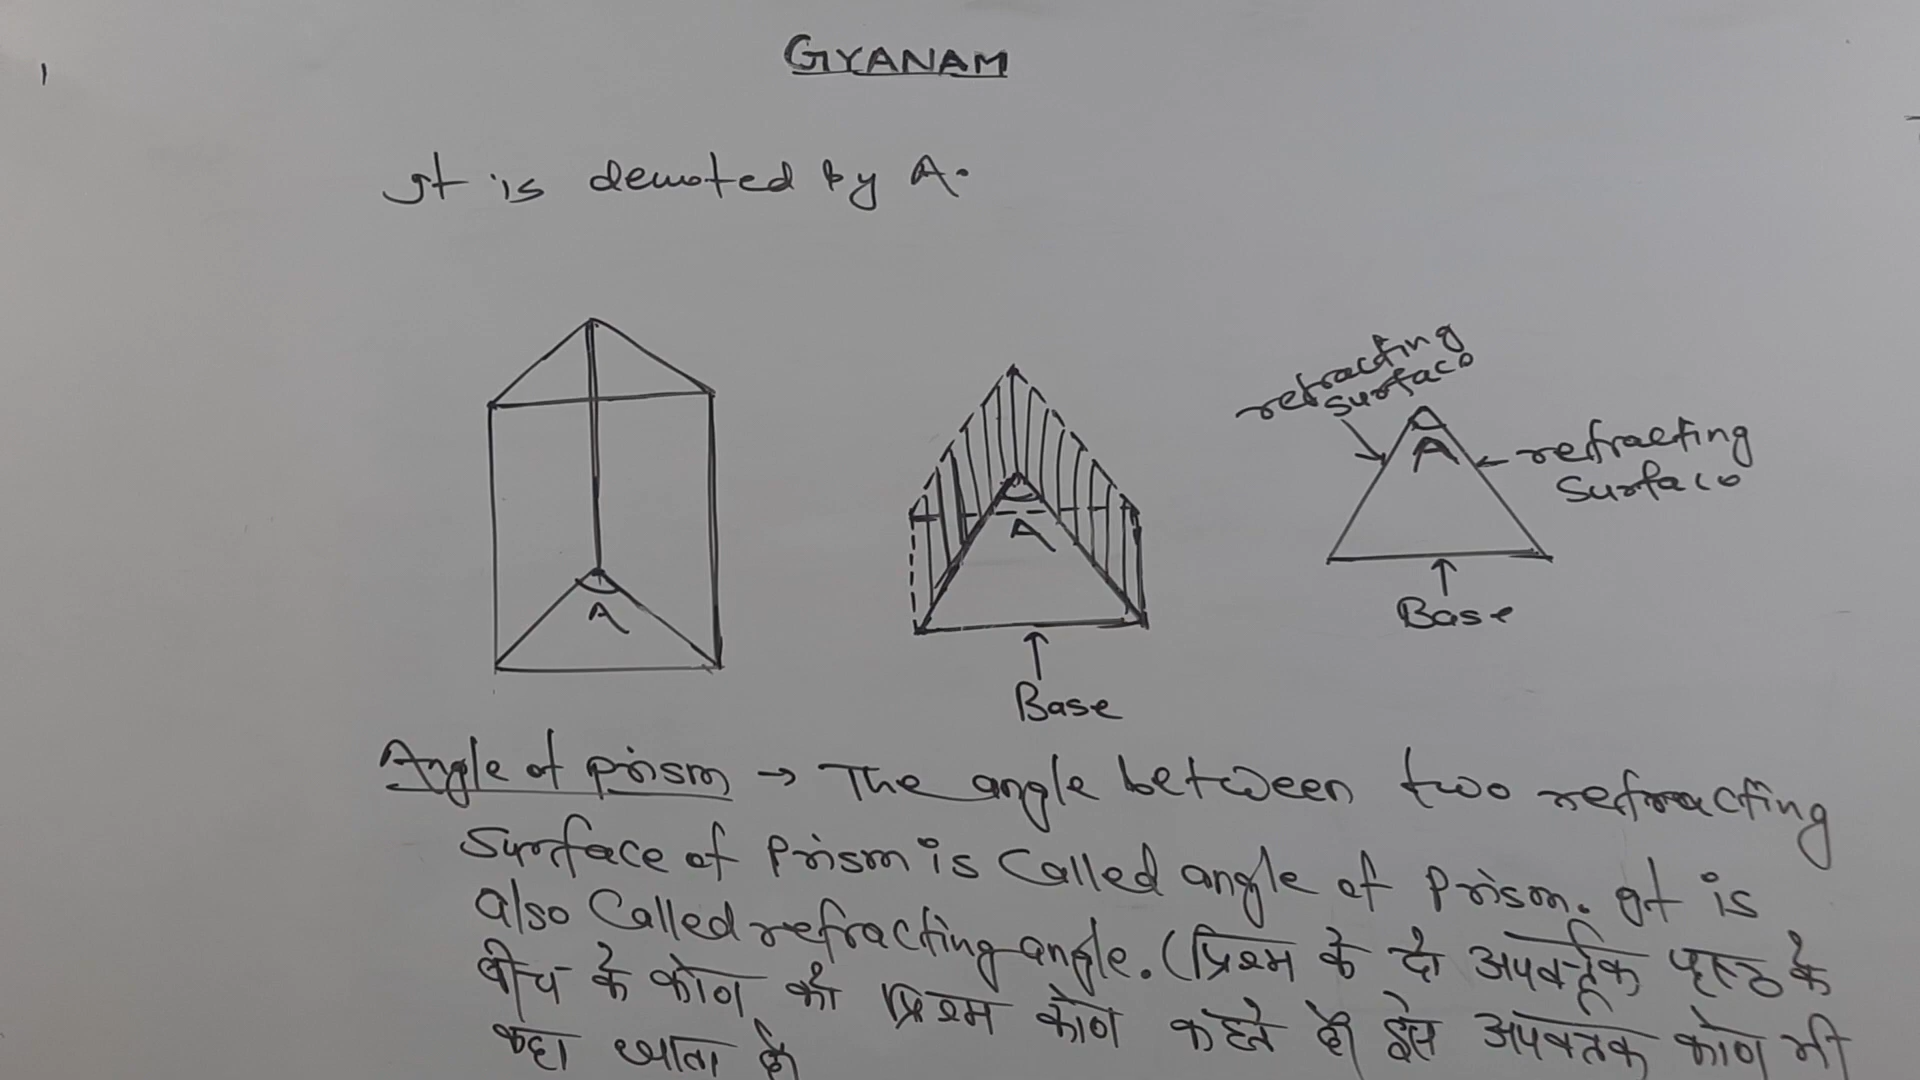 GYANAM
It is denoted by A.
refracting
surface
A
refracting
surface
A
Base
A
Base
Angle of prism → The angle between two refracting
surface of prism is called angle of prism. It is
also called refracting angle. (प्रिज्म के दो अपवर्तक पृष्ठ के
बीच के कोण को प्रिज्म कोण कहते हैं इसे अपवतक कोण भी
कहा जाता है